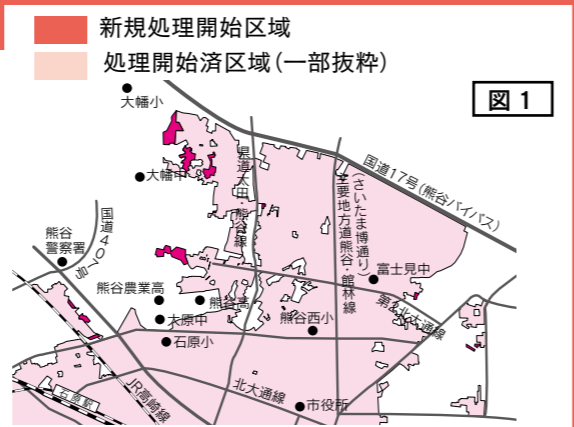 新規処理開始区域
処理開始済区域(一部抜粋)
図1
大幡小
国道17号(熊谷バイパス)
大幡中
県道太田熊谷線
(さいたま博通り)
主要地方道熊谷・館林線
国道407号
熊谷
警察署
富士見中
熊谷農業高
熊谷高
第2北大通線
大原中
熊谷西小
石原小
北大通線
JR高崎線
石原駅
市役所